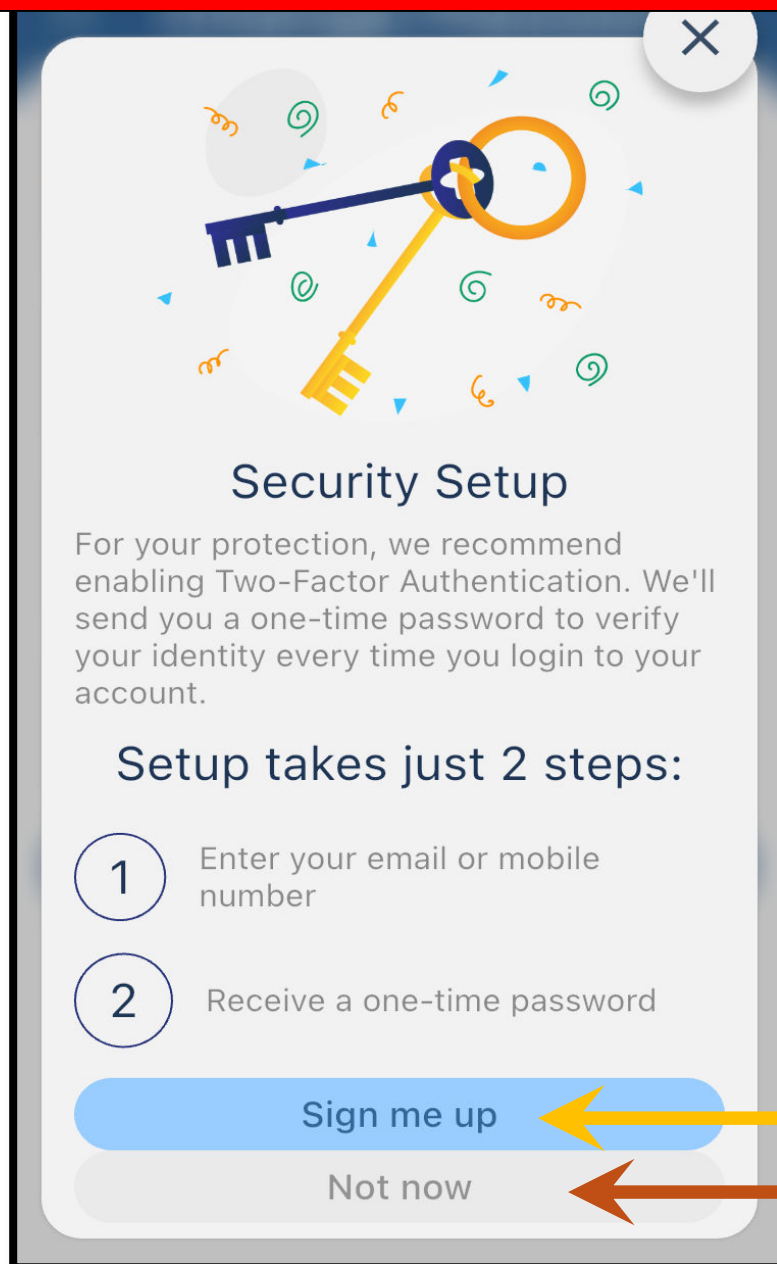 Security Setup
For your protection, we recommend
enabling Two-Factor Authentication. We'll
send you a one-time password to verify
your identity every time you login to your
account.
Setup takes just 2 steps:
1
Enter your email or mobile
number
2
Receive a one-time password
Sign me up
Not now